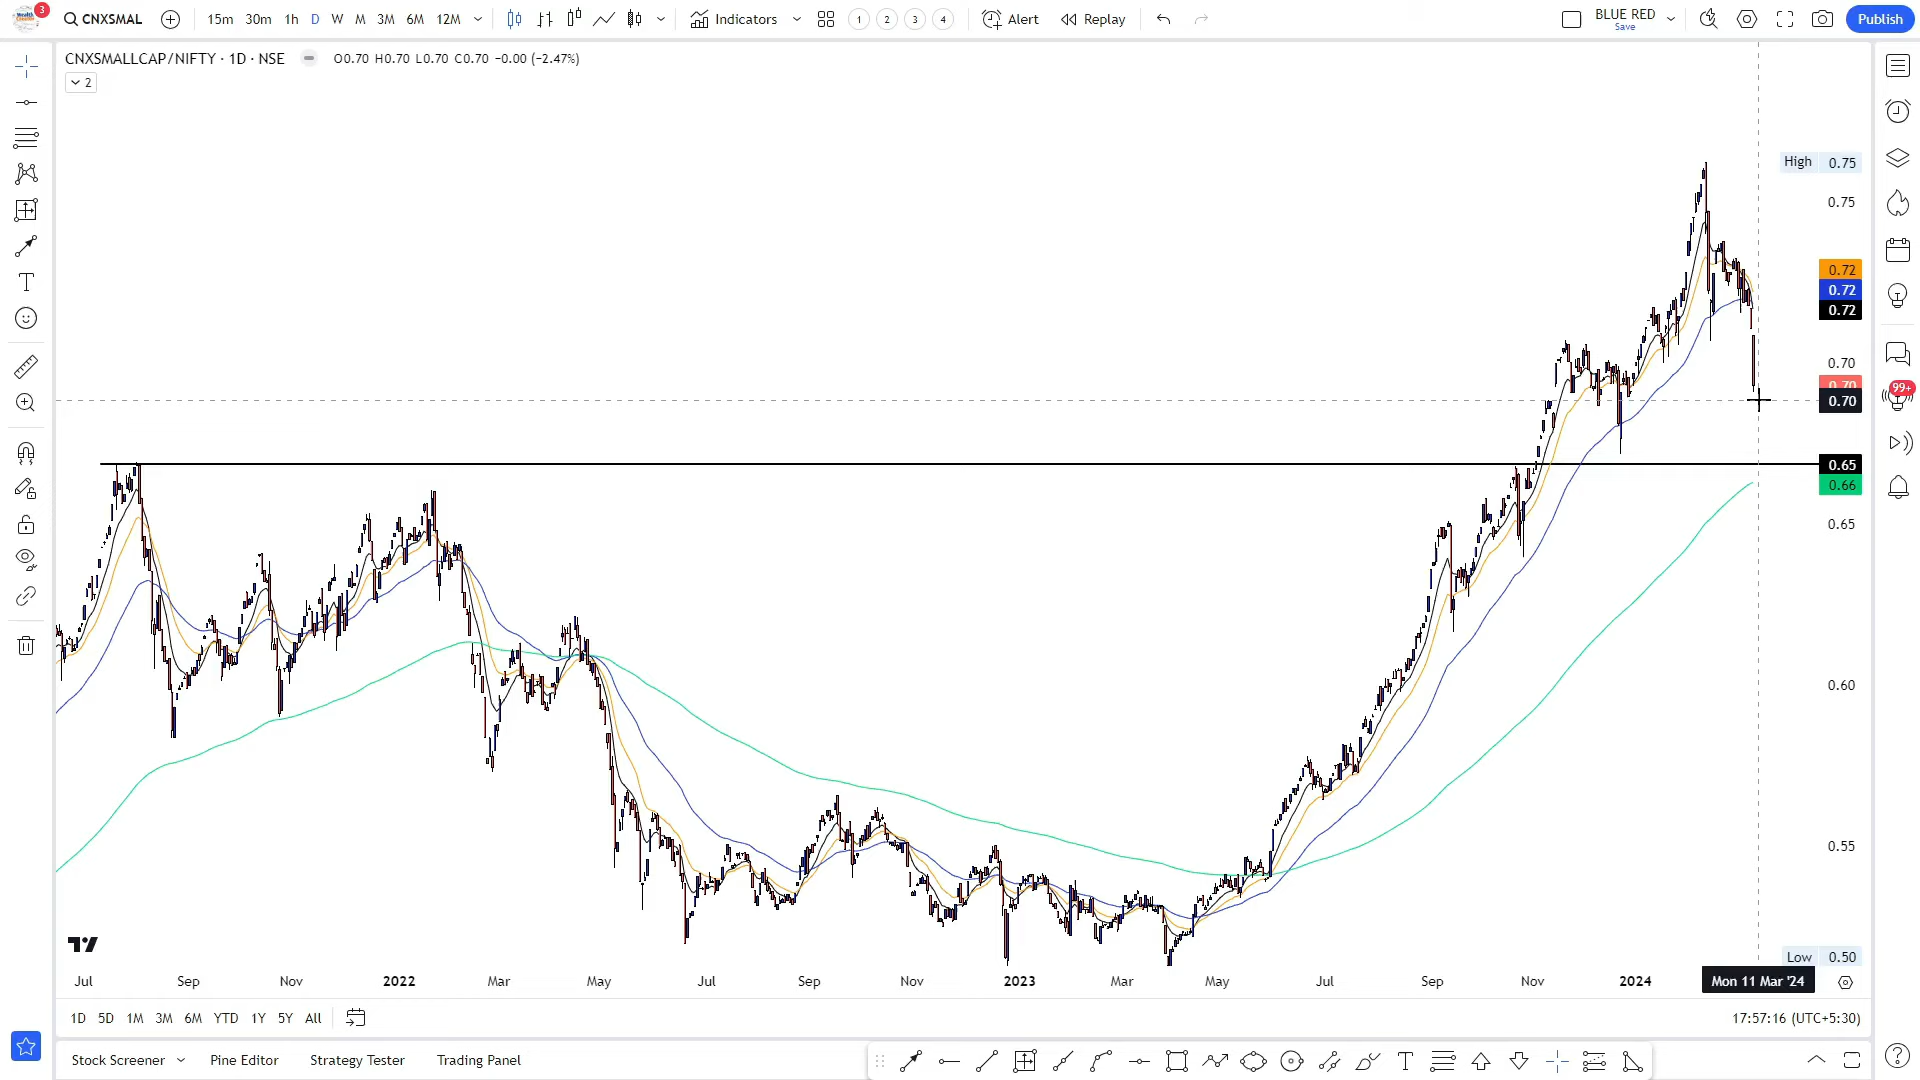 3
CNXSMAL
15m 30m 1h D W M 3M 6M 12M
Indicators
1 2 3 4
Alert
Replay
BLUE RED
Save
Publish
CNXSMALLCAP/NIFTY · 1D · NSE
O0.70 H0.70 L0.70 C0.70 −0.00 (−2.47%)
2
High 0.75
0.75
0.72
0.72
0.72
0.70
0.70
0.70
99+
0.65
0.66
0.65
0.60
0.55
Low 0.50
Jul Sep Nov 2022 Mar May Jul Sep Nov 2023 Mar May Jul Sep Nov 2024
Mon 11 Mar '24
1D 5D 1M 3M 6M YTD 1Y 5Y All
17:57:16 (UTC+5:30)
Stock Screener Pine Editor Strategy Tester Trading Panel